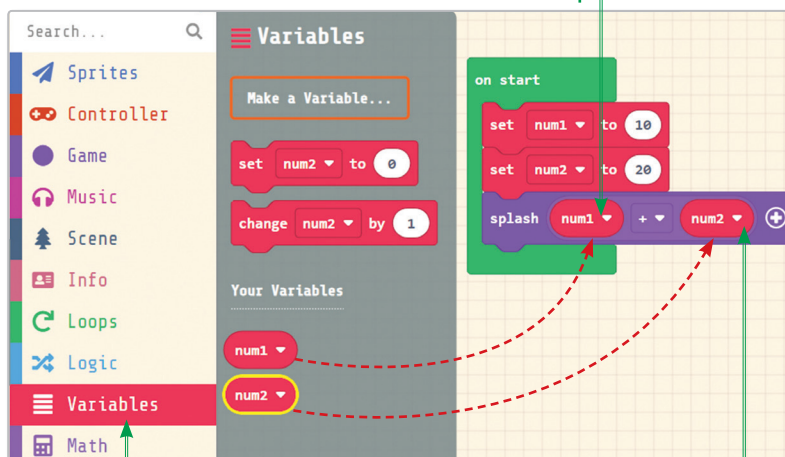 Search...
Sprites
Controller
Game
Music
Scene
Info
Loops
Logic
Variables
Math
Variables
Make a Variable...
set num2 to 0
change num2 by 1
Your Variables
num1
num2
on start
set num1 to 10
set num2 to 20
splash num1 + num2